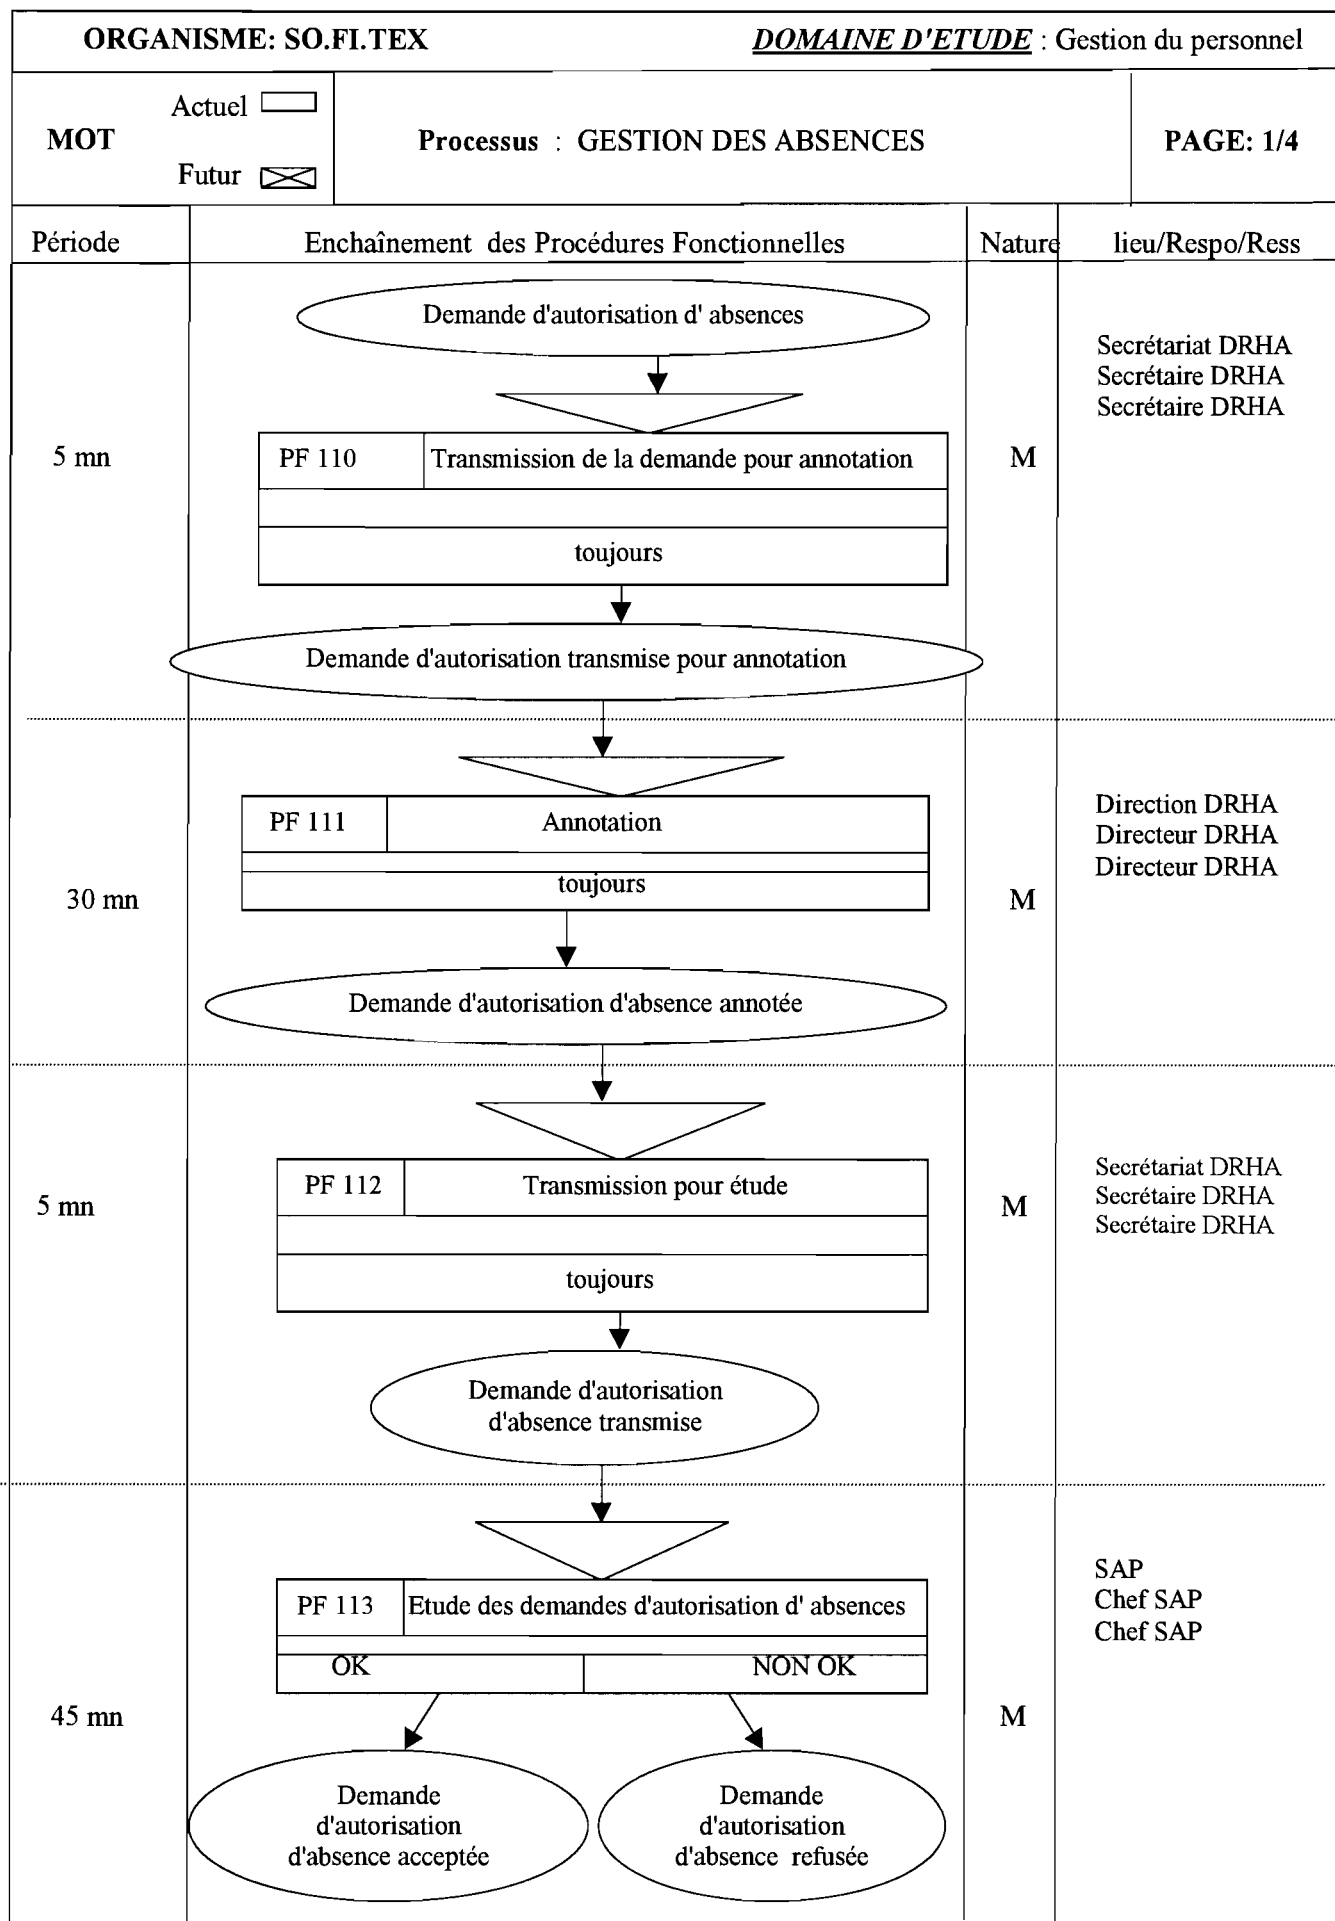 ORGANISME: SO.FI.TEX
DOMAINE D'ETUDE : Gestion du personnel
MOT
Actuel
Futur
Processus : GESTION DES ABSENCES
PAGE: 1/4
Période
Enchaînement des Procédures Fonctionnelles
Nature
lieu/Respo/Ress
Demande d'autorisation d' absences
Secrétariat DRHA
Secrétaire DRHA
Secrétaire DRHA
5 mn
PF 110
Transmission de la demande pour annotation
M
toujours
Demande d'autorisation transmise pour annotation
PF 111
Annotation
Direction DRHA
Directeur DRHA
Directeur DRHA
toujours
30 mn
M
Demande d'autorisation d'absence annotée
PF 112
Transmission pour étude
Secrétariat DRHA
Secrétaire DRHA
Secrétaire DRHA
5 mn
M
toujours
Demande d'autorisation
d'absence transmise
SAP
Chef SAP
Chef SAP
PF 113
Etude des demandes d'autorisation d' absences
OK
NON OK
45 mn
M
Demande
d'autorisation
d'absence acceptée
Demande
d'autorisation
d'absence refusée